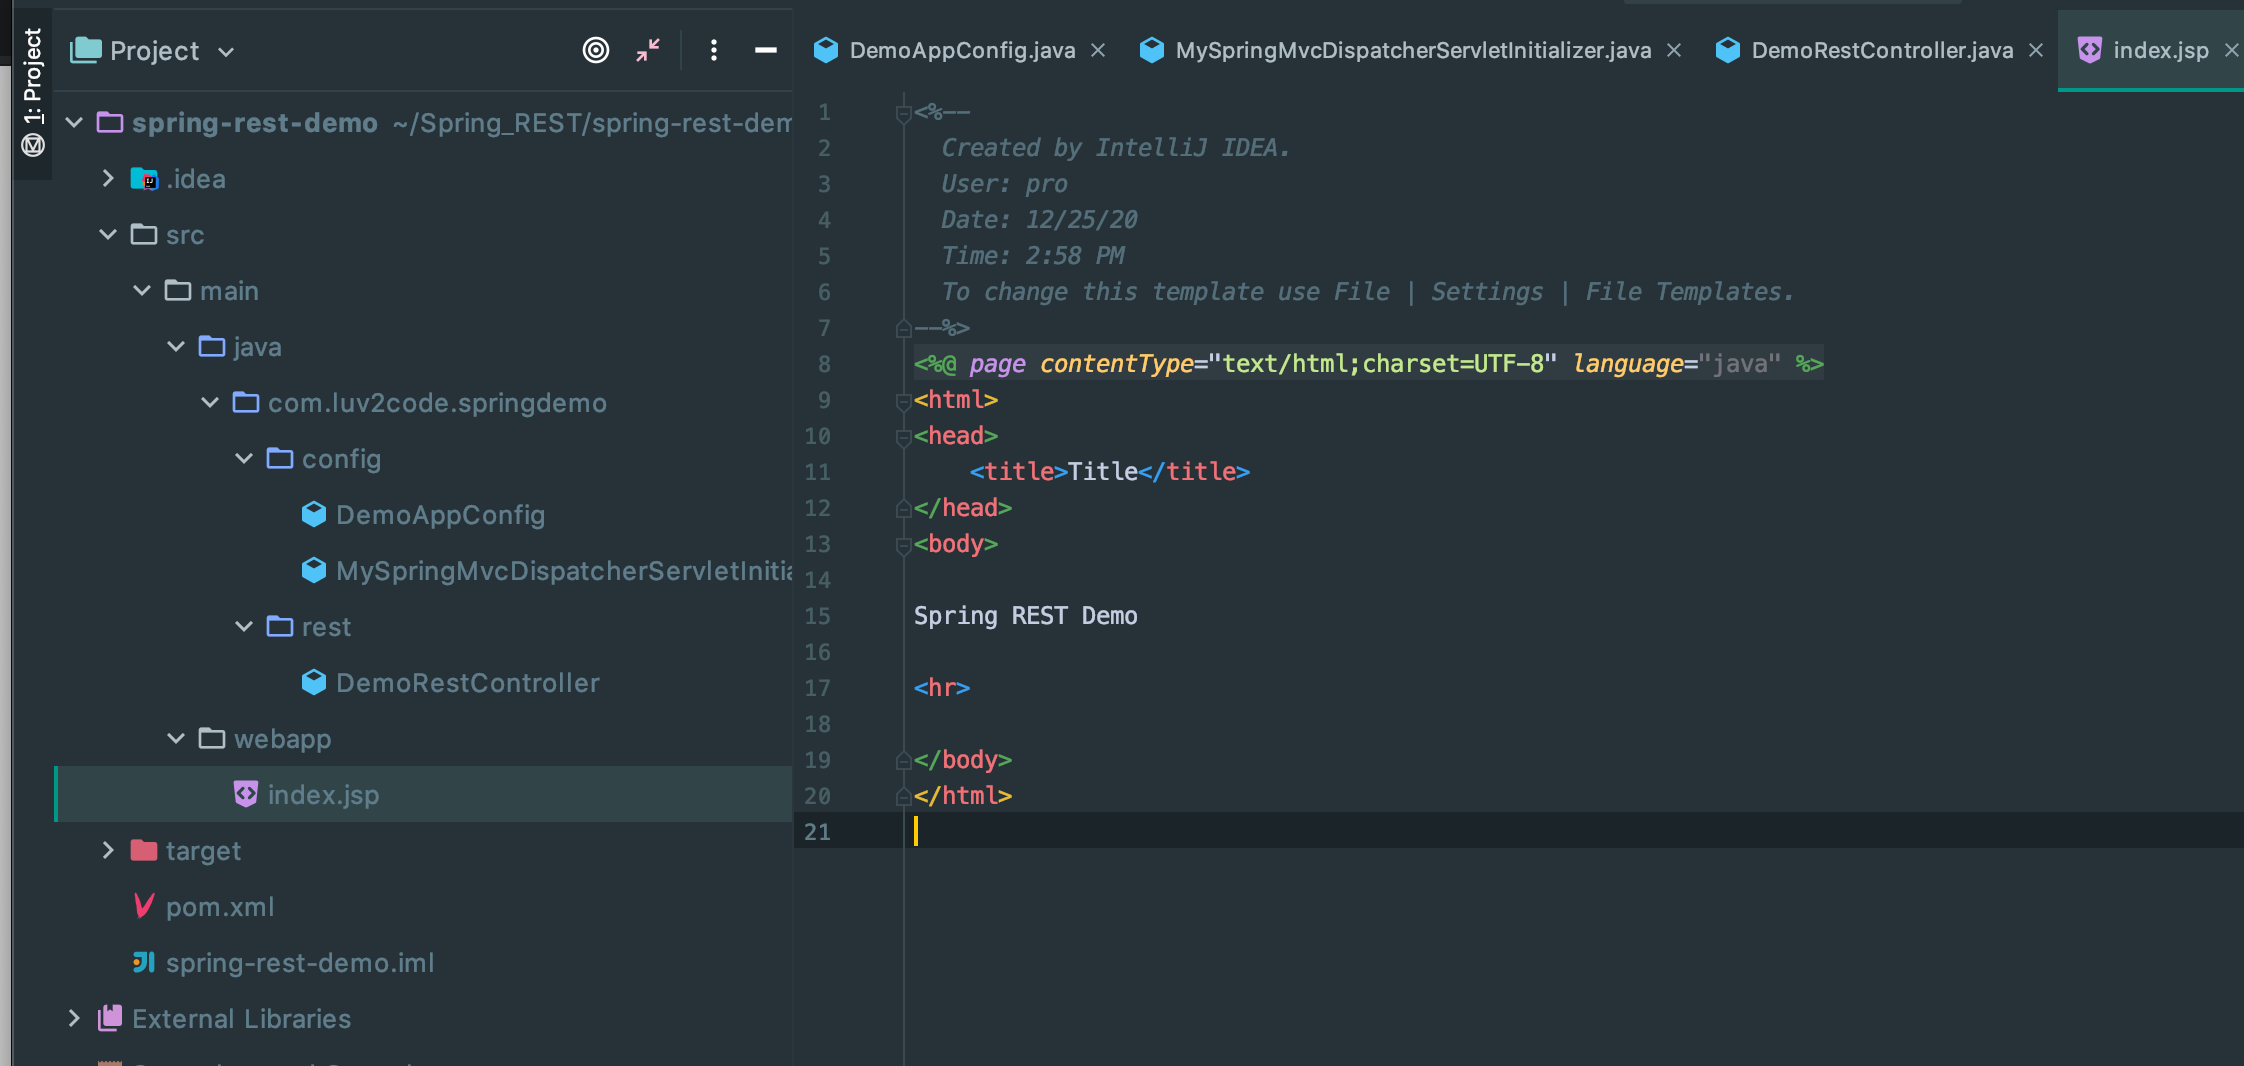 1: Project
Project
spring-rest-demo ~/Spring_REST/spring-rest-dem
.idea
src
main
java
com.luv2code.springdemo
config
DemoAppConfig
MySpringMvcDispatcherServletInitia
rest
DemoRestController
webapp
index.jsp
target
pom.xml
spring-rest-demo.iml
External Libraries
DemoAppConfig.java MySpringMvcDispatcherServletInitializer.java DemoRestController.java index.jsp
1 <%--
2 Created by IntelliJ IDEA.
3 User: pro
4 Date: 12/25/20
5 Time: 2:58 PM
6 To change this template use File | Settings | File Templates.
7 --%>
8 <%@ page contentType="text/html;charset=UTF-8" language="java" %>
9 <html>
10 <head>
11 <title>Title</title>
12 </head>
13 <body>
14
15 Spring REST Demo
16
17 <hr>
18
19 </body>
20 </html>
21